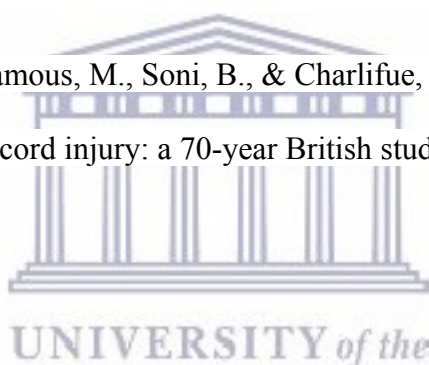 amous, M., Soni, B., & Charlifue,
cord injury: a 70-year British stud
UNIVERSITY of the